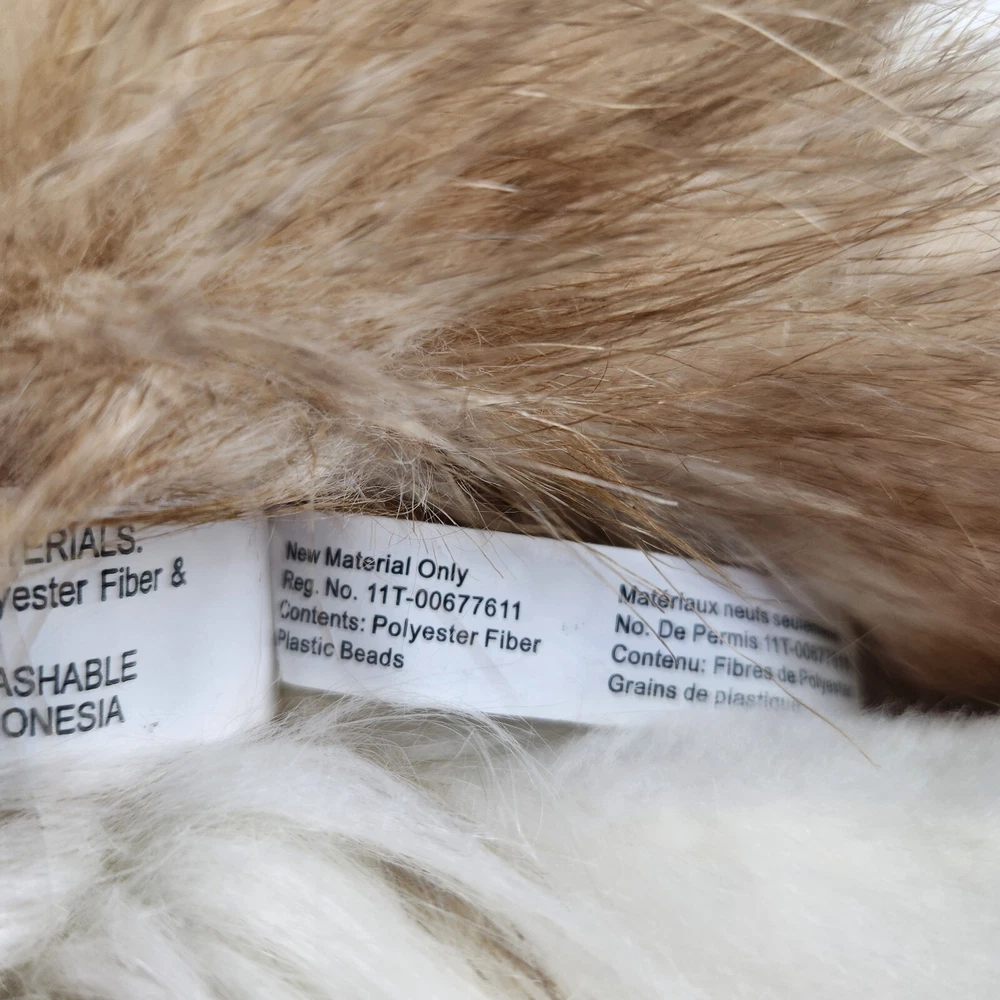 ERIALS.
yester Fiber &
ASHABLE
ONESIA
New Material Only
Reg. No. 11T-00677611
Contents: Polyester Fiber
Plastic Beads
Matériaux neufs
No. De Permis
Contenu: Fibres de
Grains de plastique